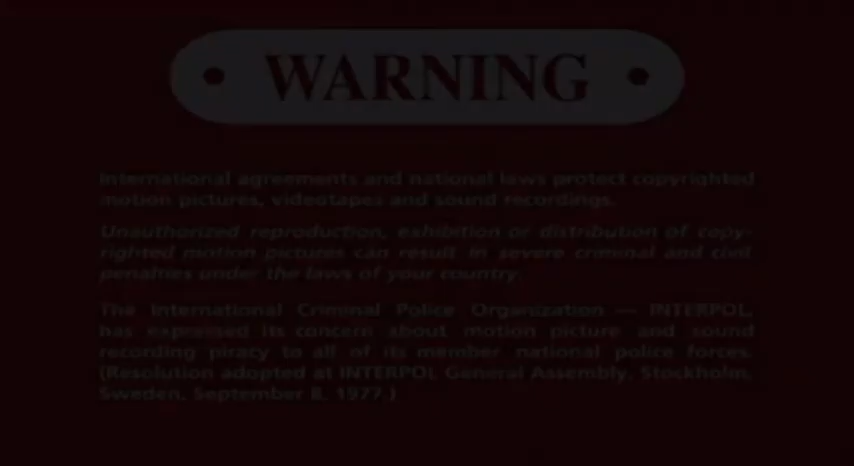 WARNING
International agreements and national laws protect copyrighted
motion pictures, videotapes and sound recordings.
Unauthorized reproduction, exhibition or distribution of copy-
righted motion pictures can result in severe criminal and civil
penalties under the laws of your country.
The International Criminal Police Organization — INTERPOL,
has expressed its concern about motion picture and sound
recording piracy to all of its member national police forces.
(Resolution adopted at INTERPOL General Assembly, Stockholm,
Sweden, September 8, 1977.)